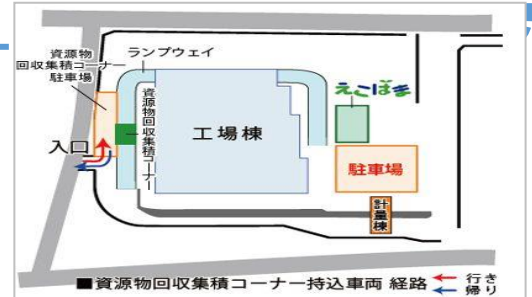 資源物
回収集積コーナー
駐車場
ランプウェイ
資源物回収集積コーナー
工場棟
えこぱま
入口
駐車場
計量棟
■資源物回収集積コーナー持込車両 経路
行き
帰り